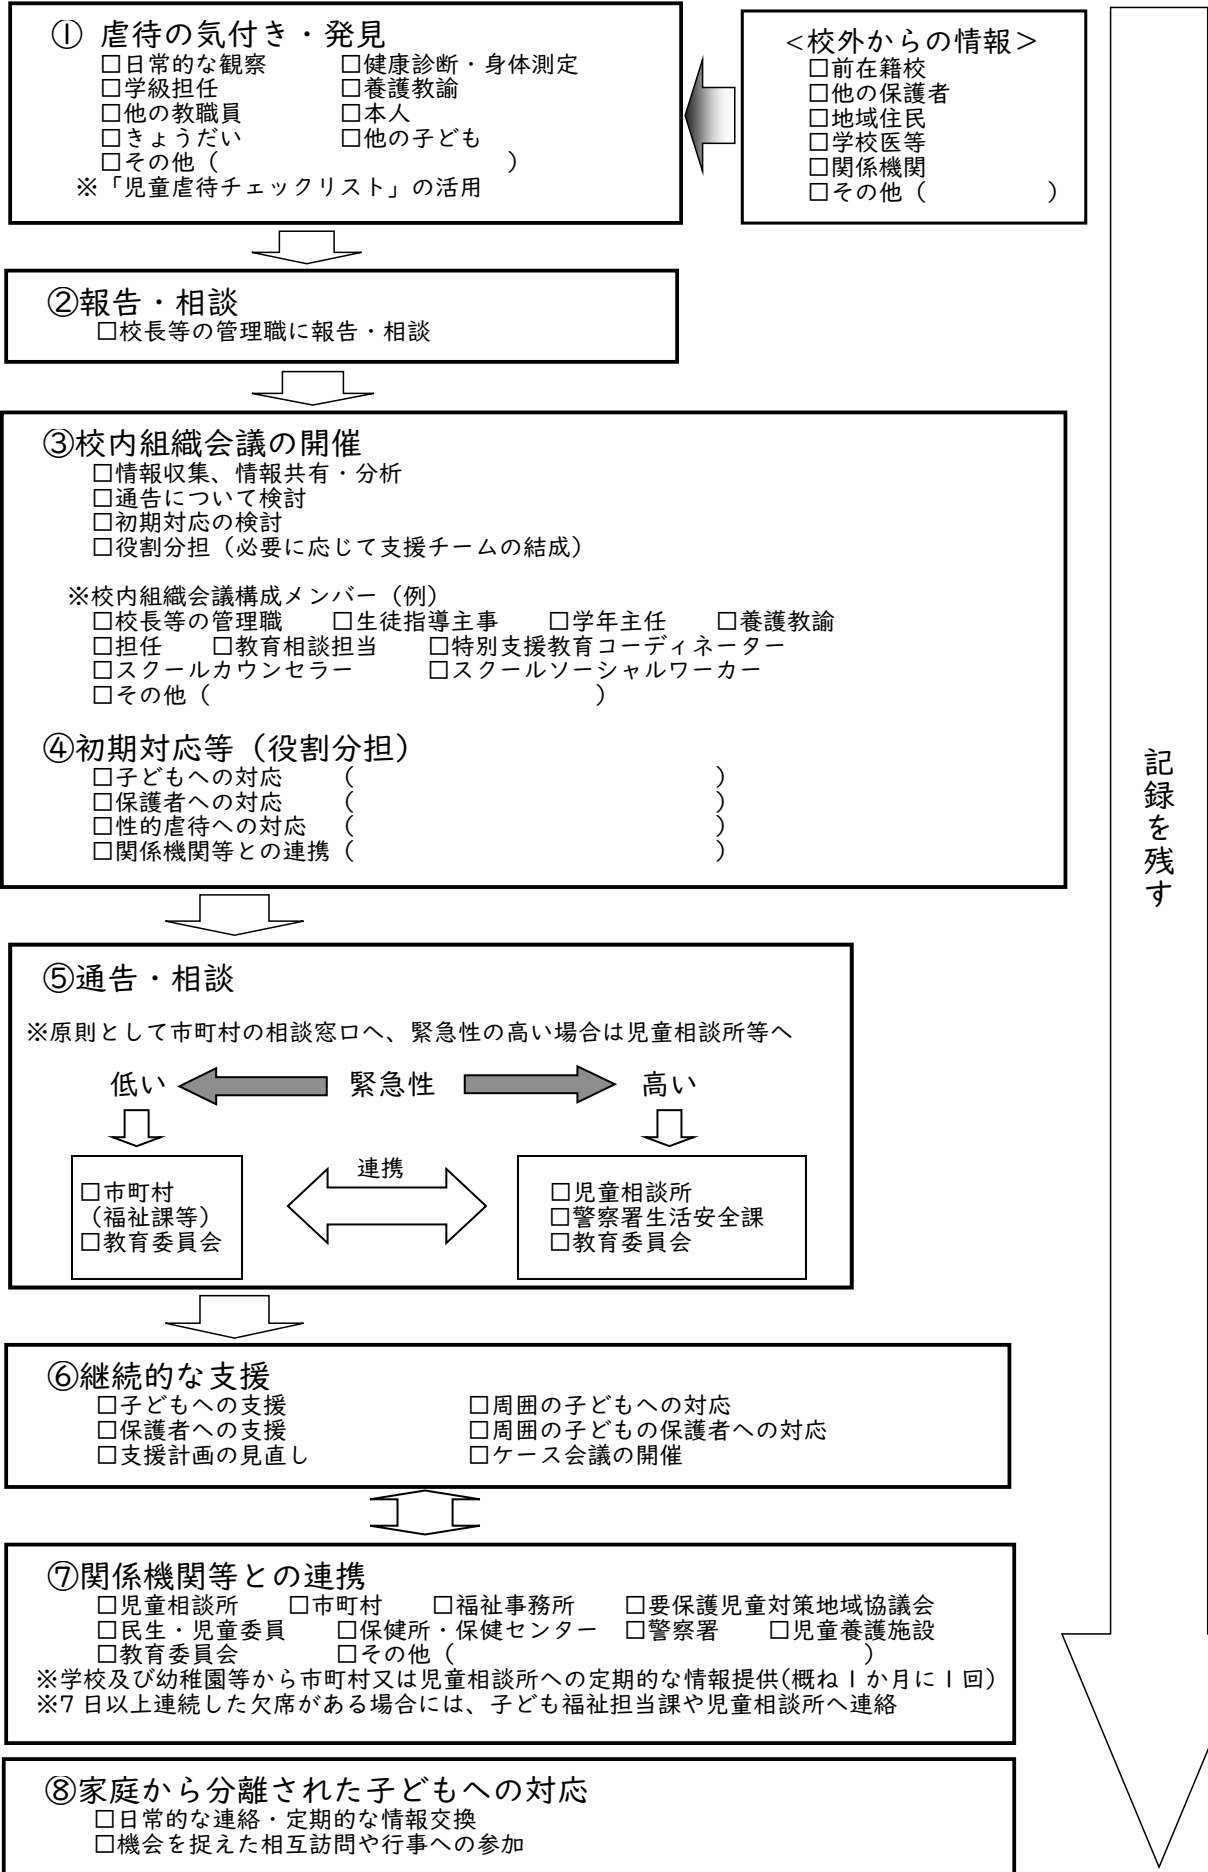 ① 虐待の気付き・発見
□日常的な観察 □健康診断・身体測定
□学級担任 □養護教諭
□他の教職員 □本人
□きょうだい □他の子ども
□その他（ ）
※「児童虐待チェックリスト」の活用
<校外からの情報＞
□前在籍校
□他の保護者
□地域住民
□学校医等
□関係機関
□その他（ ）
②報告・相談
□校長等の管理職に報告・相談
③校内組織会議の開催
□情報収集、情報共有・分析
□通告について検討
□初期対応の検討
□役割分担（必要に応じて支援チームの結成）
※校内組織会議構成メンバー（例）
□校長等の管理職 □生徒指導主事 □学年主任 □養護教諭
□担任 □教育相談担当 □特別支援教育コーディネーター
□スクールカウンセラー □スクールソーシャルワーカー
□その他（ ）
④初期対応等（役割分担）
□子どもへの対応 （ ）
□保護者への対応 （ ）
□性的虐待への対応 （ ）
□関係機関等との連携（ ）
⑤通告・相談
※原則として市町村の相談窓口へ、緊急性の高い場合は児童相談所等へ
低い 緊急性 高い
連携
□市町村
（福祉課等）
□教育委員会
□児童相談所
□警察署生活安全課
□教育委員会
⑥継続的な支援
□子どもへの支援 □周囲の子どもへの対応
□保護者への支援 □周囲の子どもの保護者への対応
□支援計画の見直し □ケース会議の開催
⑦関係機関等との連携
□児童相談所 □市町村 □福祉事務所 □要保護児童対策地域協議会
□民生・児童委員 □保健所・保健センター □警察署 □児童養護施設
□教育委員会 □その他（ ）
※学校及び幼稚園等から市町村又は児童相談所への定期的な情報提供(概ね１か月に１回)
※7 日以上連続した欠席がある場合には、子ども福祉担当課や児童相談所へ連絡
⑧家庭から分離された子どもへの対応
□日常的な連絡・定期的な情報交換
□機会を捉えた相互訪問や行事への参加
記録を残す